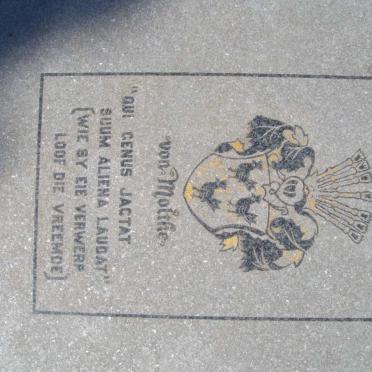 von Moltke
"QUI GENUS JACTAT
SUUM ALIENA LAUDAT"
(WIE SY EIE VERWERP
LOOF DIE VREEMDE)